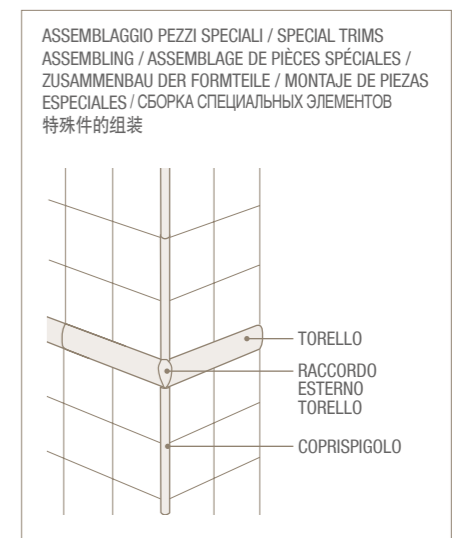 ASSEMBLAGGIO PEZZI SPECIALI / SPECIAL TRIMS
ASSEMBLING / ASSEMBLAGE DE PIÈCES SPÉCIALES /
ZUSAMMENBAU DER FORMTEILE / MONTAJE DE PIEZAS
ESPECIALES / СБОРКА СПЕЦИАЛЬНЫХ ЭЛЕМЕНТОВ
特殊件的组装
TORELLO
RACCORDO
ESTERNO
TORELLO
COPRISPIGOLO